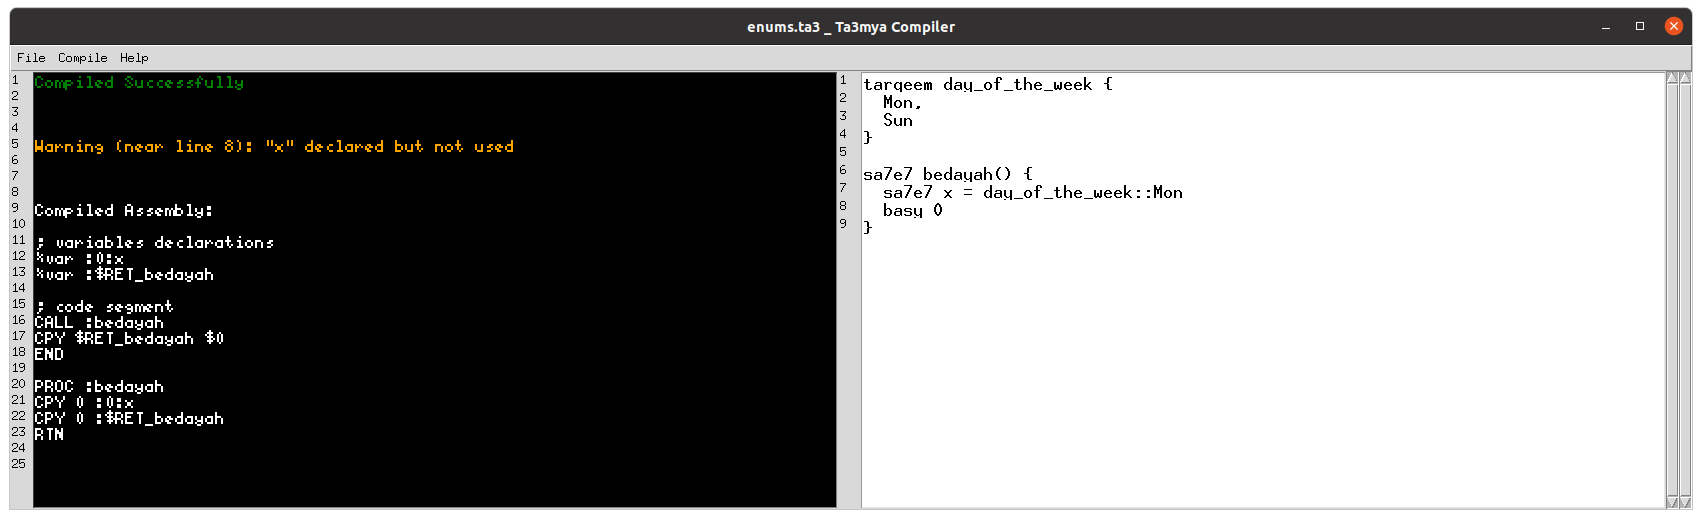 enums.ta3 _ Ta3mya Compiler
File Compile Help
1
2
3
4
5
6
7
8
9
10
11
12
13
14
15
16
17
18
19
20
21
22
23
24
25
Compiled Successfully
Warning (near line 8): "x" declared but not used
Compiled Assembly:
; variables declarations
%var :0:x
%var :$RET_bedayah
; code segment
CALL :bedayah
CPY $RET_bedayah $0
END
PROC :bedayah
CPY 0 :0:x
CPY 0 :$RET_bedayah
RTN
1
2
3
4
5
6
7
8
9
tarqeem day_of_the_week {
Mon,
Sun
}
sa7e7 bedayah() {
sa7e7 x = day_of_the_week::Mon
basy 0
}